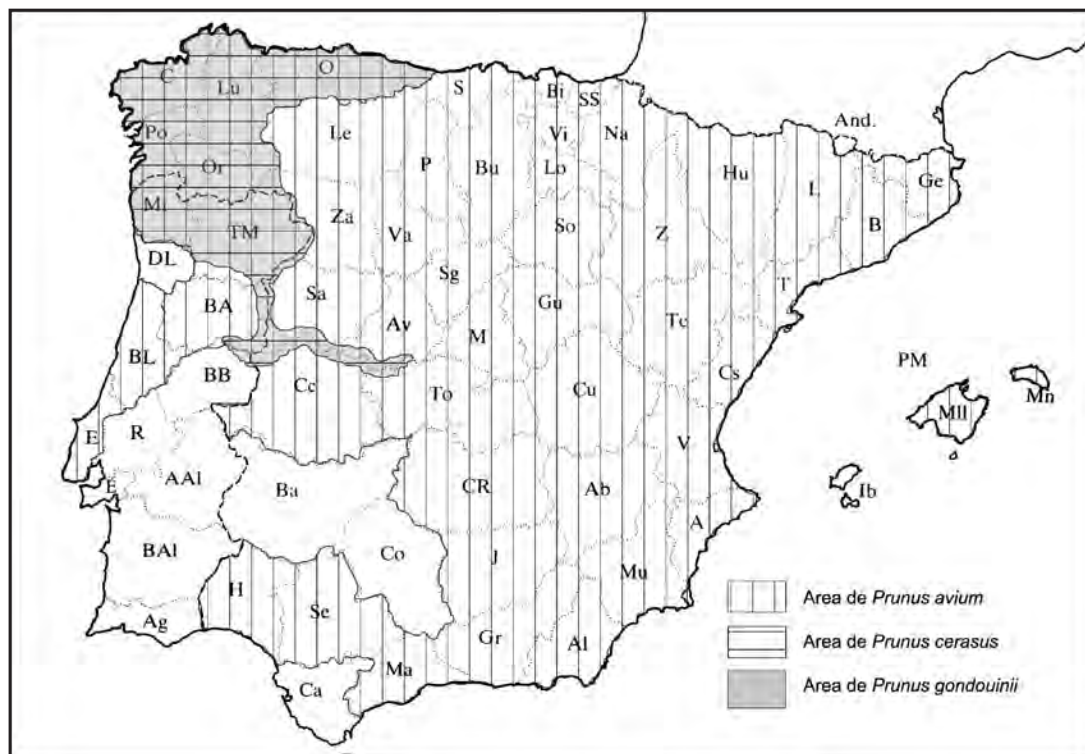 O
C
Lu
S
Bi
SS
And.
Po
Le
Vi
Na
P
Bu
Lo
Hu
L
Ge
Or
Mi
Za
B
TM
Va
So
Z
DL
Sg
T
BA
Sa
Gu
Av
Te
M
BL
PM
BB
Cc
Cs
Mn
To
Cu
Mll
E
R
V
AAl
Ba
CR
Ab
Ib
A
BAl
Co
J
H
Mu
Se
Area de Prunus avium
Ag
Gr
Al
Area de Prunus cerasus
Ma
Ca
Area de Prunus gondouinii